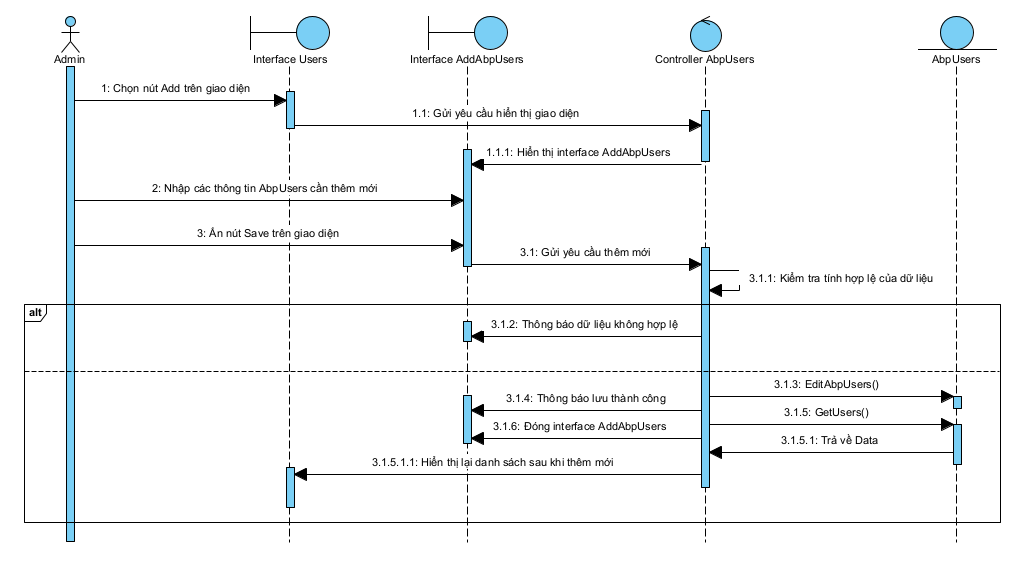 Admin
Interface Users
Interface AddAbpUsers
Controller AbpUsers
AbpUsers
1: Chọn nút Add trên giao diện
1.1: Gửi yêu cầu hiển thị giao diện
1.1.1: Hiển thị interface AddAbpUsers
2: Nhập các thông tin AbpUsers cần thêm mới
3: Ấn nút Save trên giao diện
3.1: Gửi yêu cầu thêm mới
3.1.1: Kiểm tra tính hợp lệ của dữ liệu
alt
3.1.2: Thông báo dữ liệu không hợp lệ
3.1.3: EditAbpUsers()
3.1.4: Thông báo lưu thành công
3.1.5: GetUsers()
3.1.6: Đóng interface AddAbpUsers
3.1.5.1: Trả về Data
3.1.5.1.1: Hiển thị lại danh sách sau khi thêm mới